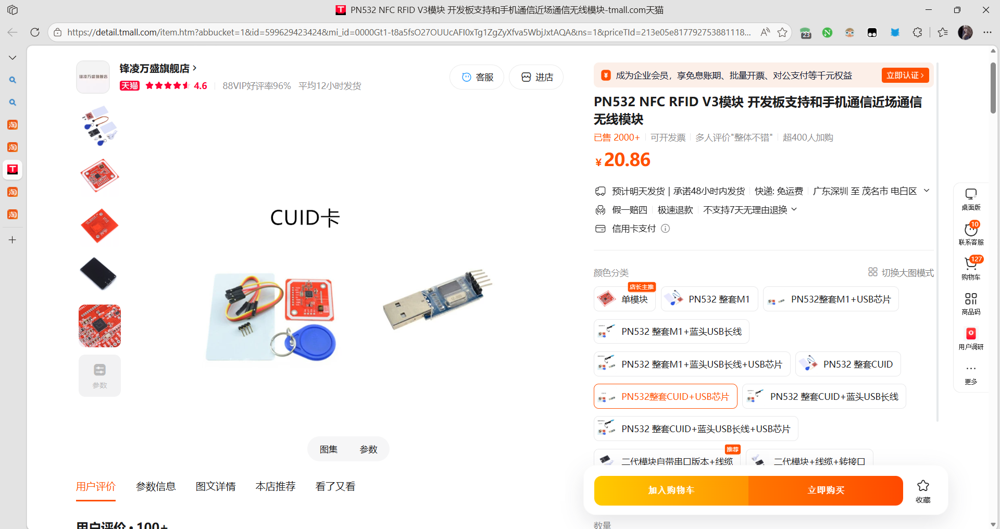 PN532 NFC RFID V3模块 开发板支持和手机通信近场通信无线模块-tmall.com天猫
https://detail.tmall.com/item.htm?abbucket=1&id=599629423424&mi_id=0000Gt1-t8a5fsO27OUUcAFI0xTg1ZgZyXfva5WbjJxtAQA&ns=1&priceTId=213e05e817792753881118...
23
锋凌万盛旗舰店
锋凌万盛旗舰店
天猫 4.6 88VIP好评率96% 平均12小时发货
客服
进店
参数
CUID卡
图集 参数
用户评价 参数信息 图文详情 本店推荐 看了又看
用户评价 • 100+
成为企业会员，享免息账期、批量开票、对公支付等千元权益
立即认证
PN532 NFC RFID V3模块 开发板支持和手机通信近场通信
无线模块
已售 2000+ 可开发票 多人评价"整体不错" 超400人加购
¥20.86
预计明天发货 | 承诺48小时内发货 快递: 免运费 广东深圳 至 茂名市 电白区
假一赔四 极速退款 不支持7天无理由退换
信用卡支付
颜色分类 切换大图模式
店长主推
单模块 PN532 整套M1 PN532整套M1+USB芯片
PN532 整套M1+蓝头USB长线
PN532 整套M1+蓝头USB长线+USB芯片 PN532 整套CUID
PN532整套CUID+USB芯片 PN532 整套CUID+蓝头USB长线
PN532 整套CUID+蓝头USB长线+USB芯片
推荐
二代模块自带串口版本+线缆 二代模块+线缆+转接口
加入购物车 立即购买 收藏
数量
桌面版
10
联系客服
127
购物车
商品码
用户调研
更多